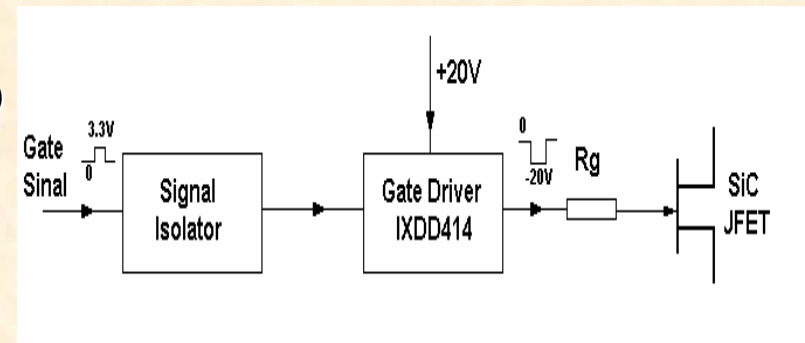 +20V
3.3V
0
Gate
Sinal
Signal
Isolator
Gate Driver
IXDD414
0
-20V
Rg
SiC
JFET